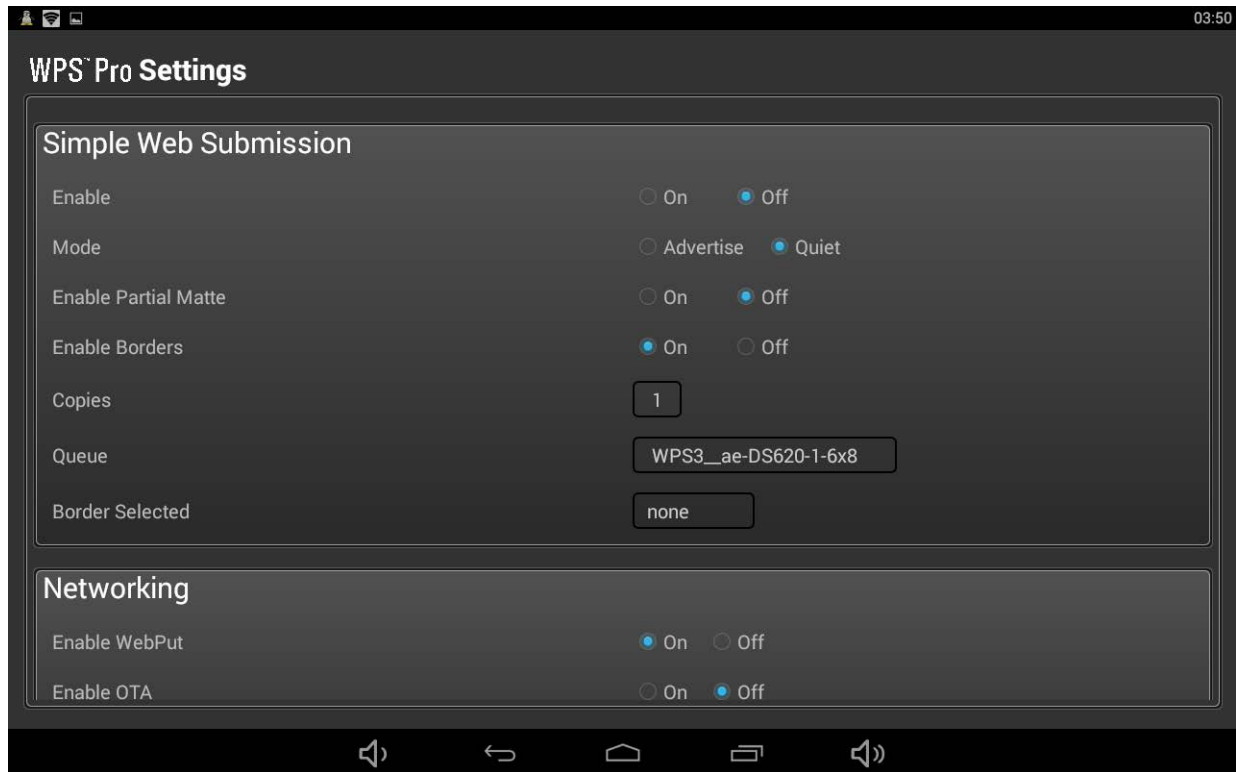 03:50
WPS™ Pro Settings
Simple Web Submission
Enable On Off
Mode Advertise Quiet
Enable Partial Matte On Off
Enable Borders On Off
Copies 1
Queue WPS3__ae-DS620-1-6x8
Border Selected none
Networking
Enable WebPut On Off
Enable OTA On Off